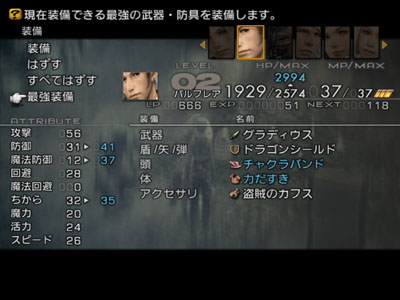 ? 現在装備できる最強の武器・防具を装備します。
装備
装備
はずす
すべてはずす
最強装備
LEVEL HP/MAX MP/MAX
2994
02 バルフレア 1929/2574 037/037
LP 666 EXP 51 NEXT 118
ATTRIBUTE 装備 名前
攻撃 56 武器 グラディウス
防御 31 41 盾/矢/弾 ドラゴンシールド
魔法防御 12 37 頭 チャクラバンド
回避 28 体 力だすき
魔法回避 0 アクセサリ 盗賊のカフス
ちから 32 35
魔力 20
活力 24
スピード 26